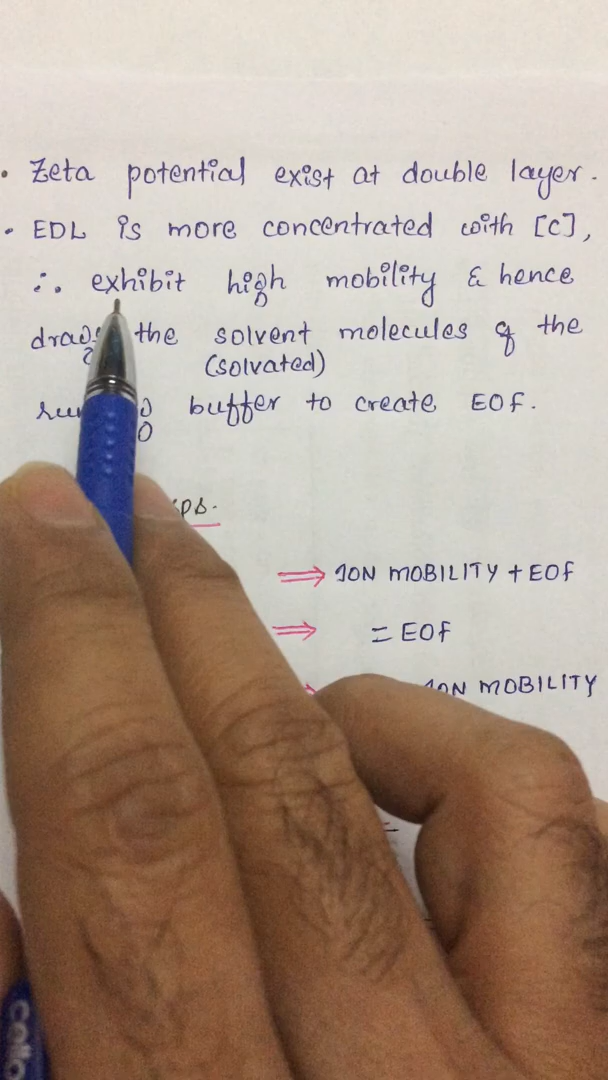 • Zeta potential exist at double layer.
• EDL is more concentrated with [C],
∴ exhibit high mobility & hence
the solvent molecules of the
(solvated)
buffer to create EOF.
⇒ ION MOBILITY + EOF
⇒ = EOF
ION MOBILITY
cello